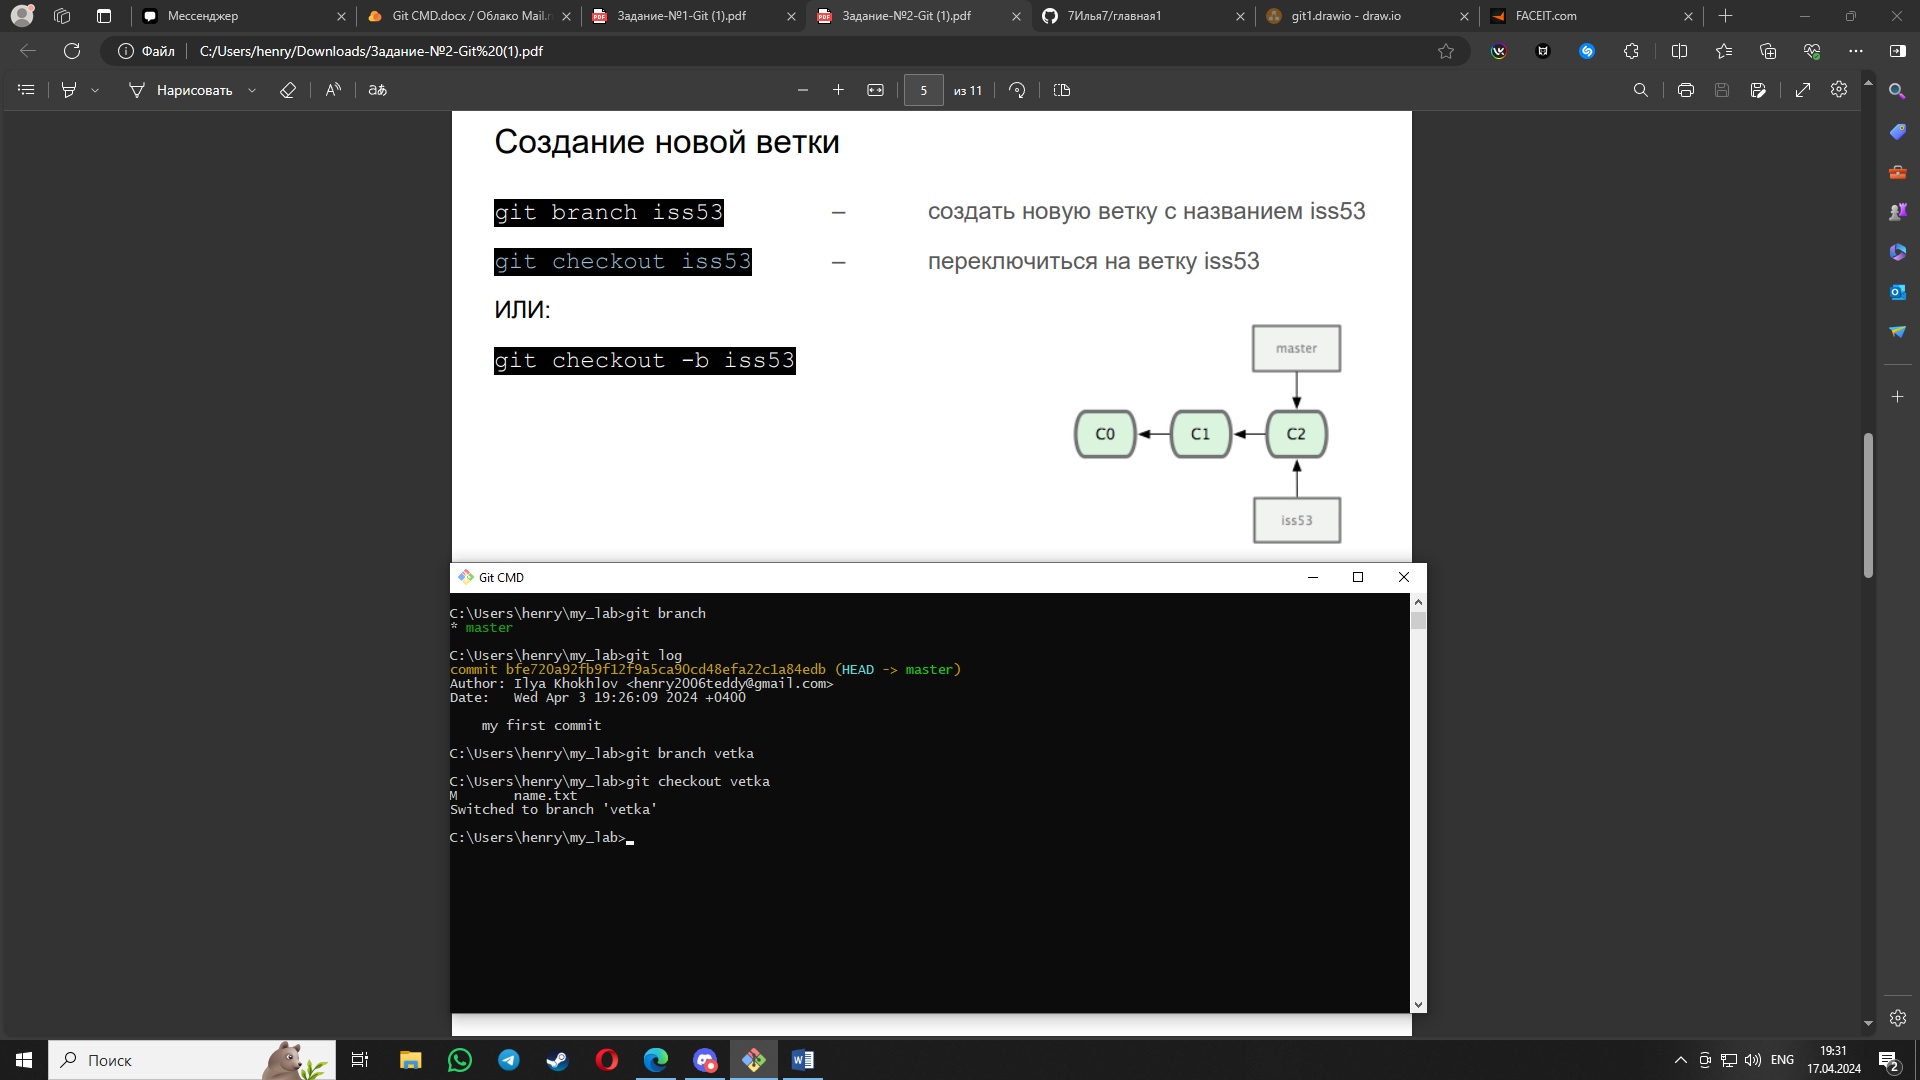 Мессенджер
Git CMD.docx / Облако Mail.r
Задание-№1-Git (1).pdf
Задание-№2-Git (1).pdf
7Илья7/главная1
git1.drawio - draw.io
FACEIT.com
Файл
C:/Users/henry/Downloads/Задание-№2-Git%20(1).pdf
Нарисовать
A
аあ
5
из 11
Создание новой ветки
git branch iss53 – создать новую ветку с названием iss53
git checkout iss53 – переключиться на ветку iss53
ИЛИ:
git checkout -b iss53
master
C0
C1
C2
iss53
Git CMD
C:\Users\henry\my_lab>git branch
* master
C:\Users\henry\my_lab>git log
commit bfe720a92fb9f12f9a5ca90cd48efa22c1a84edb (HEAD -> master)
Author: Ilya Khokhlov <henry2006teddy@gmail.com>
Date:   Wed Apr 3 19:26:09 2024 +0400
my first commit
C:\Users\henry\my_lab>git branch vetka
C:\Users\henry\my_lab>git checkout vetka
M       name.txt
Switched to branch 'vetka'
C:\Users\henry\my_lab>
Поиск
ENG
19:31
17.04.2024
2